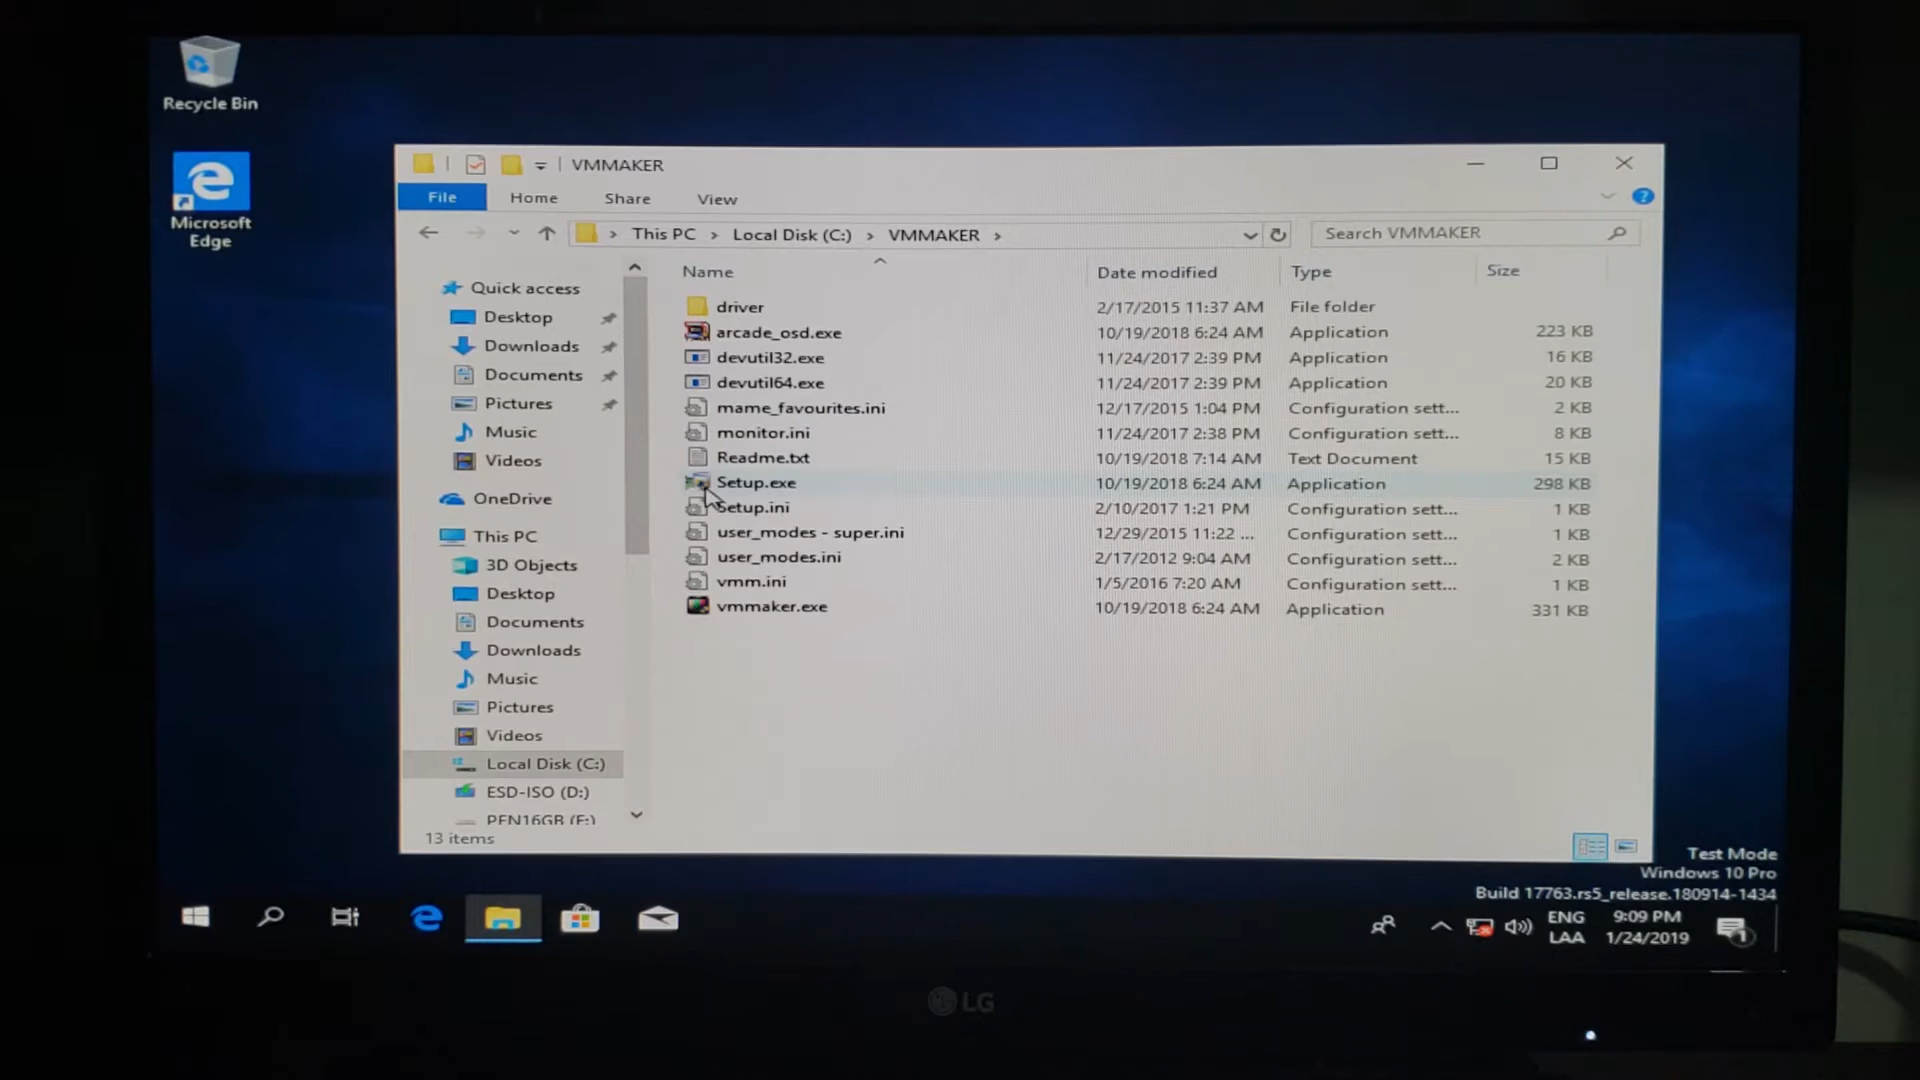 Recycle Bin
Microsoft
Edge
VMMAKER
File Home Share View
This PC > Local Disk (C:) > VMMAKER >
Search VMMAKER
Name Date modified Type Size
Quick access
Desktop
Downloads
Documents
Pictures
Music
Videos
OneDrive
This PC
3D Objects
Desktop
Documents
Downloads
Music
Pictures
Videos
Local Disk (C:)
ESD-ISO (D:)
PEN16GB (E:)
driver 2/17/2015 11:37 AM File folder
arcade_osd.exe 10/19/2018 6:24 AM Application 223 KB
devutil32.exe 11/24/2017 2:39 PM Application 16 KB
devutil64.exe 11/24/2017 2:39 PM Application 20 KB
mame_favourites.ini 12/17/2015 1:04 PM Configuration sett... 2 KB
monitor.ini 11/24/2017 2:38 PM Configuration sett... 8 KB
Readme.txt 10/19/2018 7:14 AM Text Document 15 KB
Setup.exe 10/19/2018 6:24 AM Application 298 KB
Setup.ini 2/10/2017 1:21 PM Configuration sett... 1 KB
user_modes - super.ini 12/29/2015 11:22 ... Configuration sett... 1 KB
user_modes.ini 2/17/2012 9:04 AM Configuration sett... 2 KB
vmm.ini 1/5/2016 7:20 AM Configuration sett... 1 KB
vmmaker.exe 10/19/2018 6:24 AM Application 331 KB
13 items
Test Mode
Windows 10 Pro
Build 17763.rs5_release.180914-1434
ENG
LAA
9:09 PM
1/24/2019
1
LG